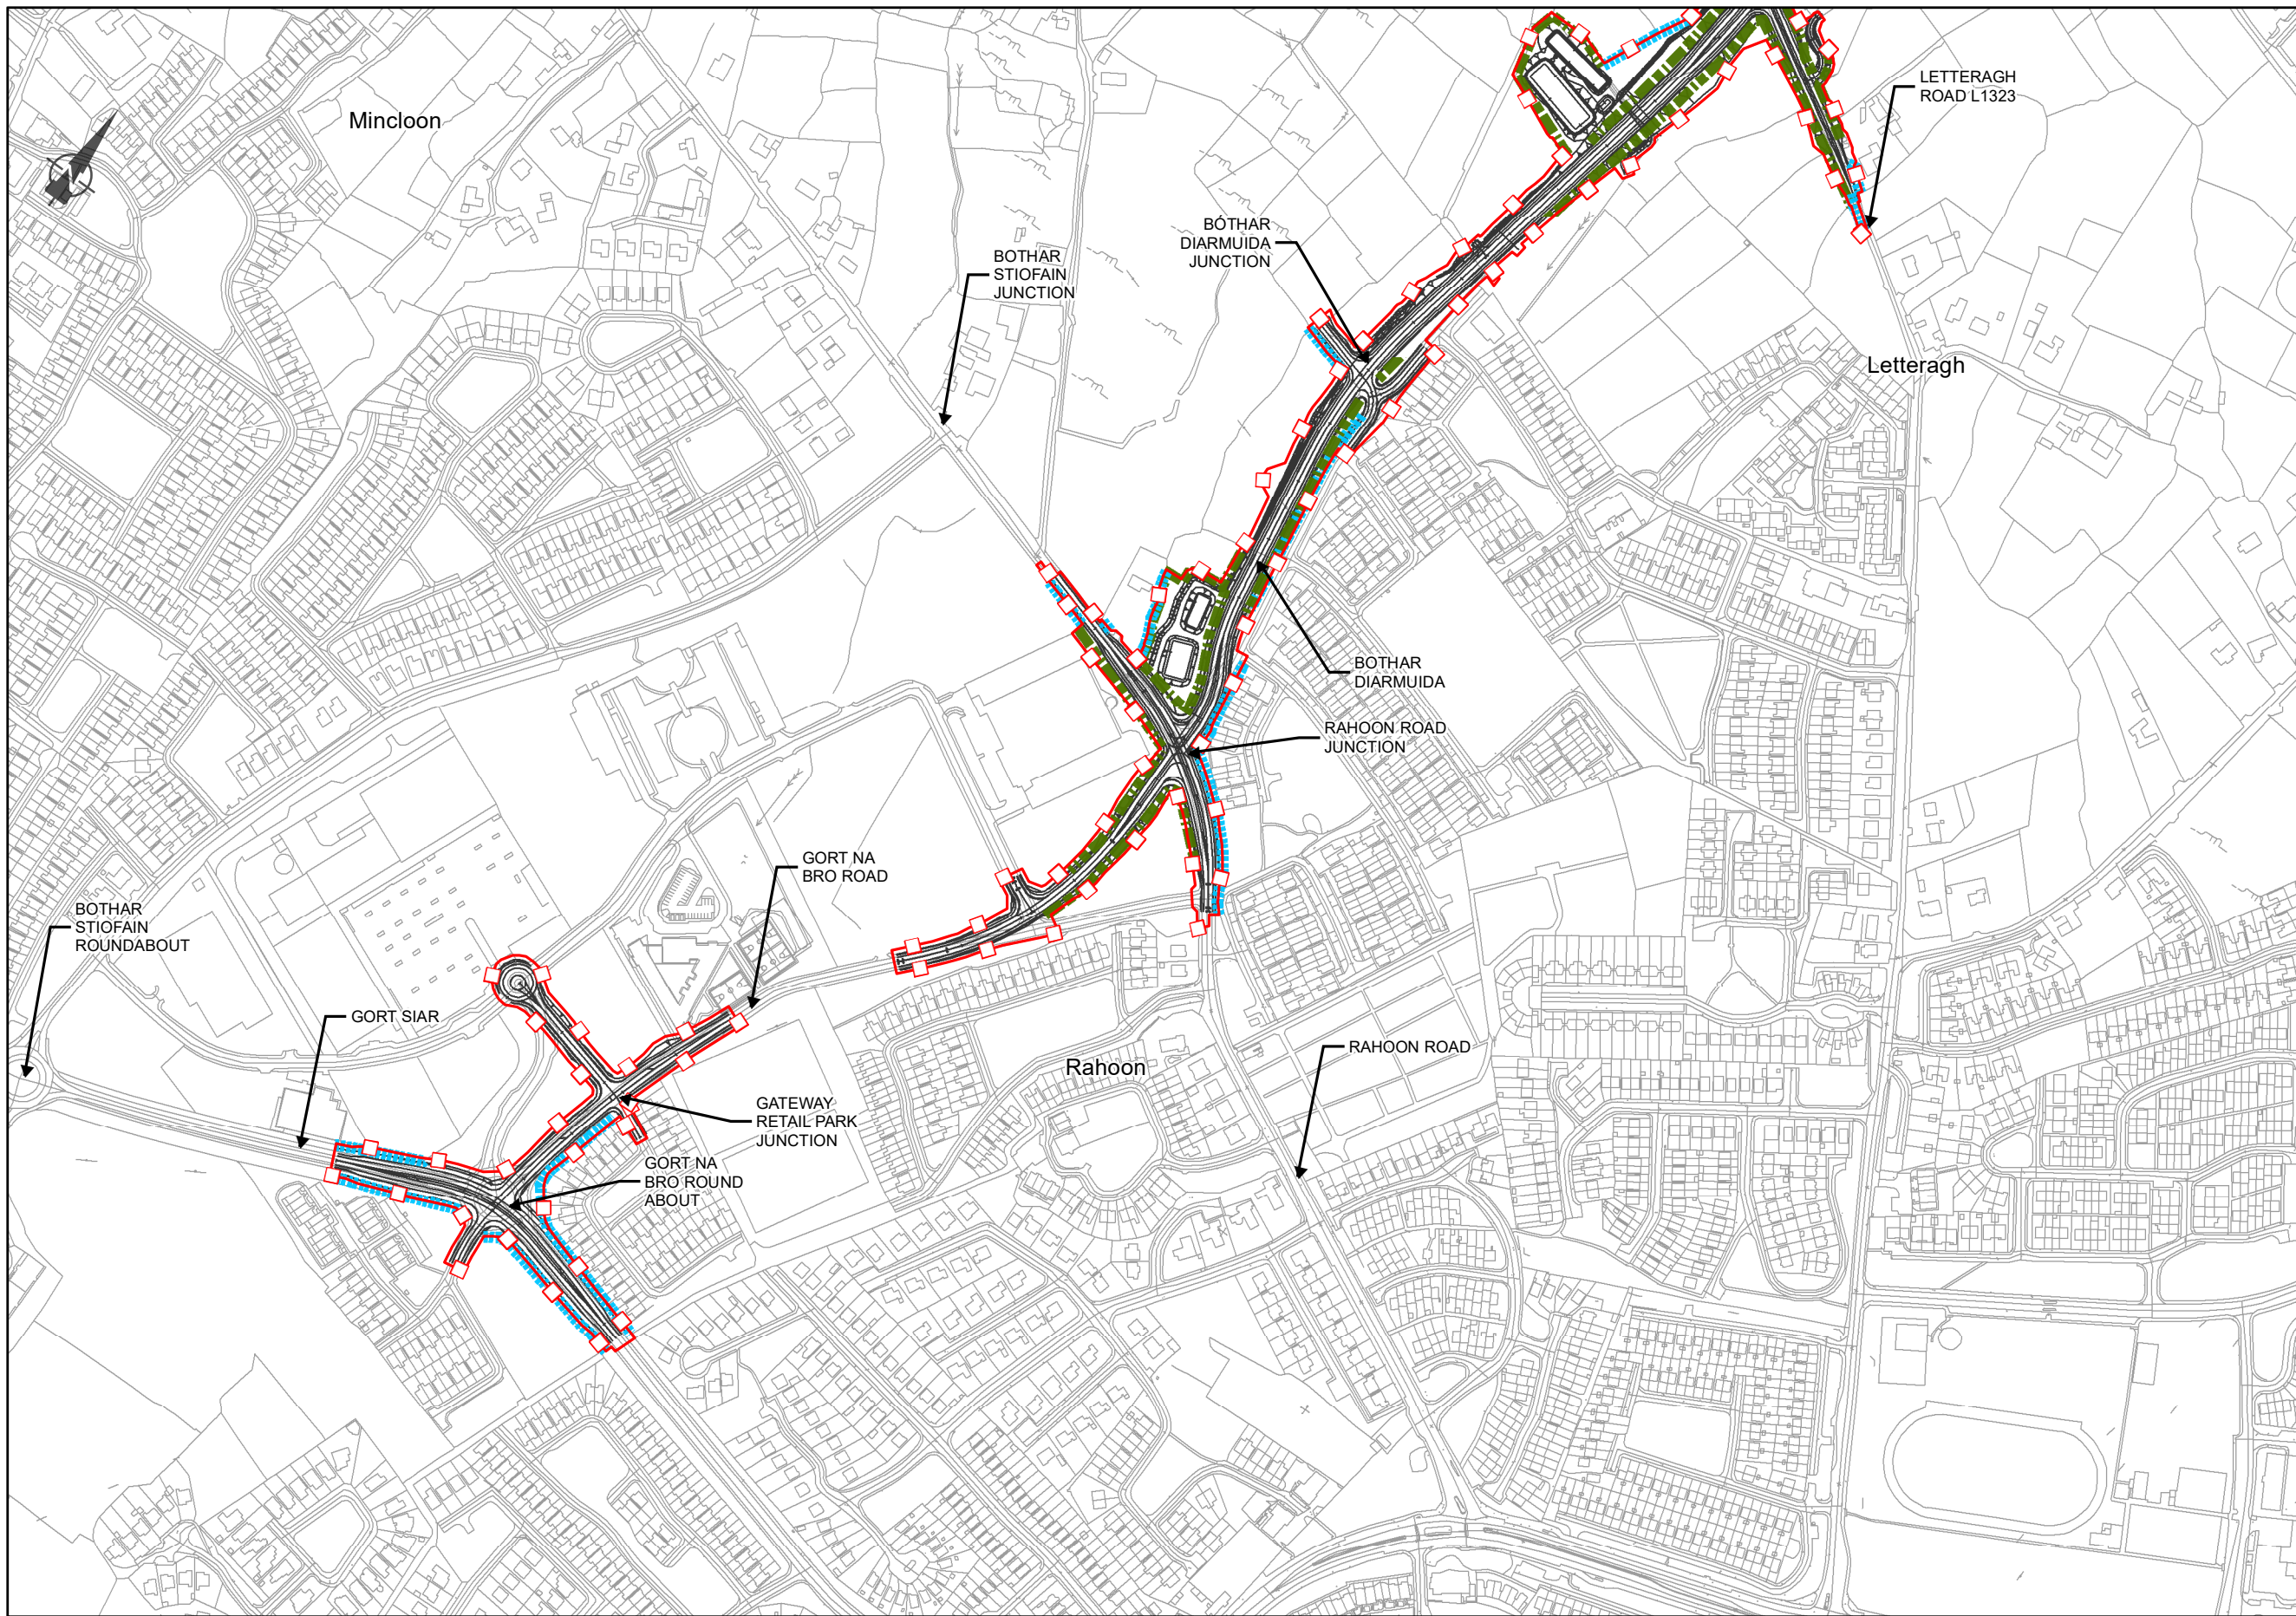 Mincloon
LETTERAGH
ROAD L1323
BÓTHAR
DIARMUIDA
JUNCTION
BOTHAR
STIOFAIN
JUNCTION
Letteragh
BOTHAR
DIARMUIDA
RAHOON ROAD
JUNCTION
GORT NA
BRO ROAD
BOTHAR
STIOFAIN
ROUNDABOUT
GORT SIAR
RAHOON ROAD
Rahoon
GATEWAY
RETAIL PARK
JUNCTION
GORT NA
BRO ROUND
ABOUT